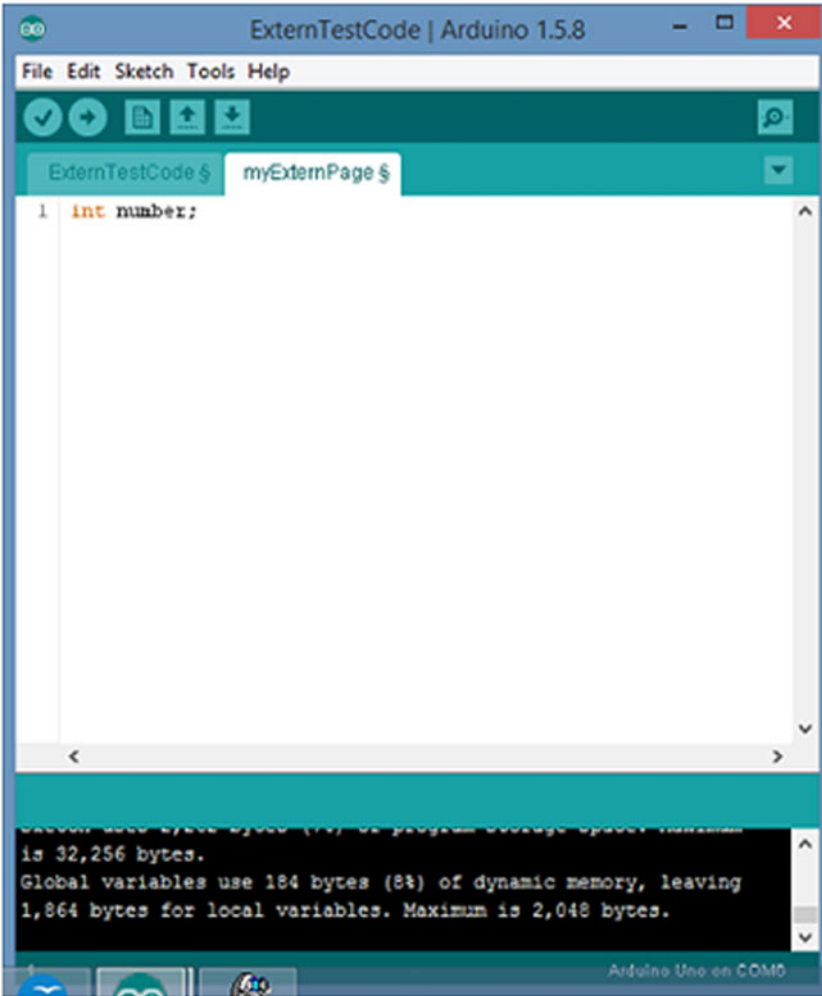 ExternTestCode | Arduino 1.5.8
File Edit Sketch Tools Help
ExternTestCode § myExternPage §
1 int number;
is 32,256 bytes.
Global variables use 184 bytes (8%) of dynamic memory, leaving
1,864 bytes for local variables. Maximum is 2,048 bytes.
Arduino Uno on